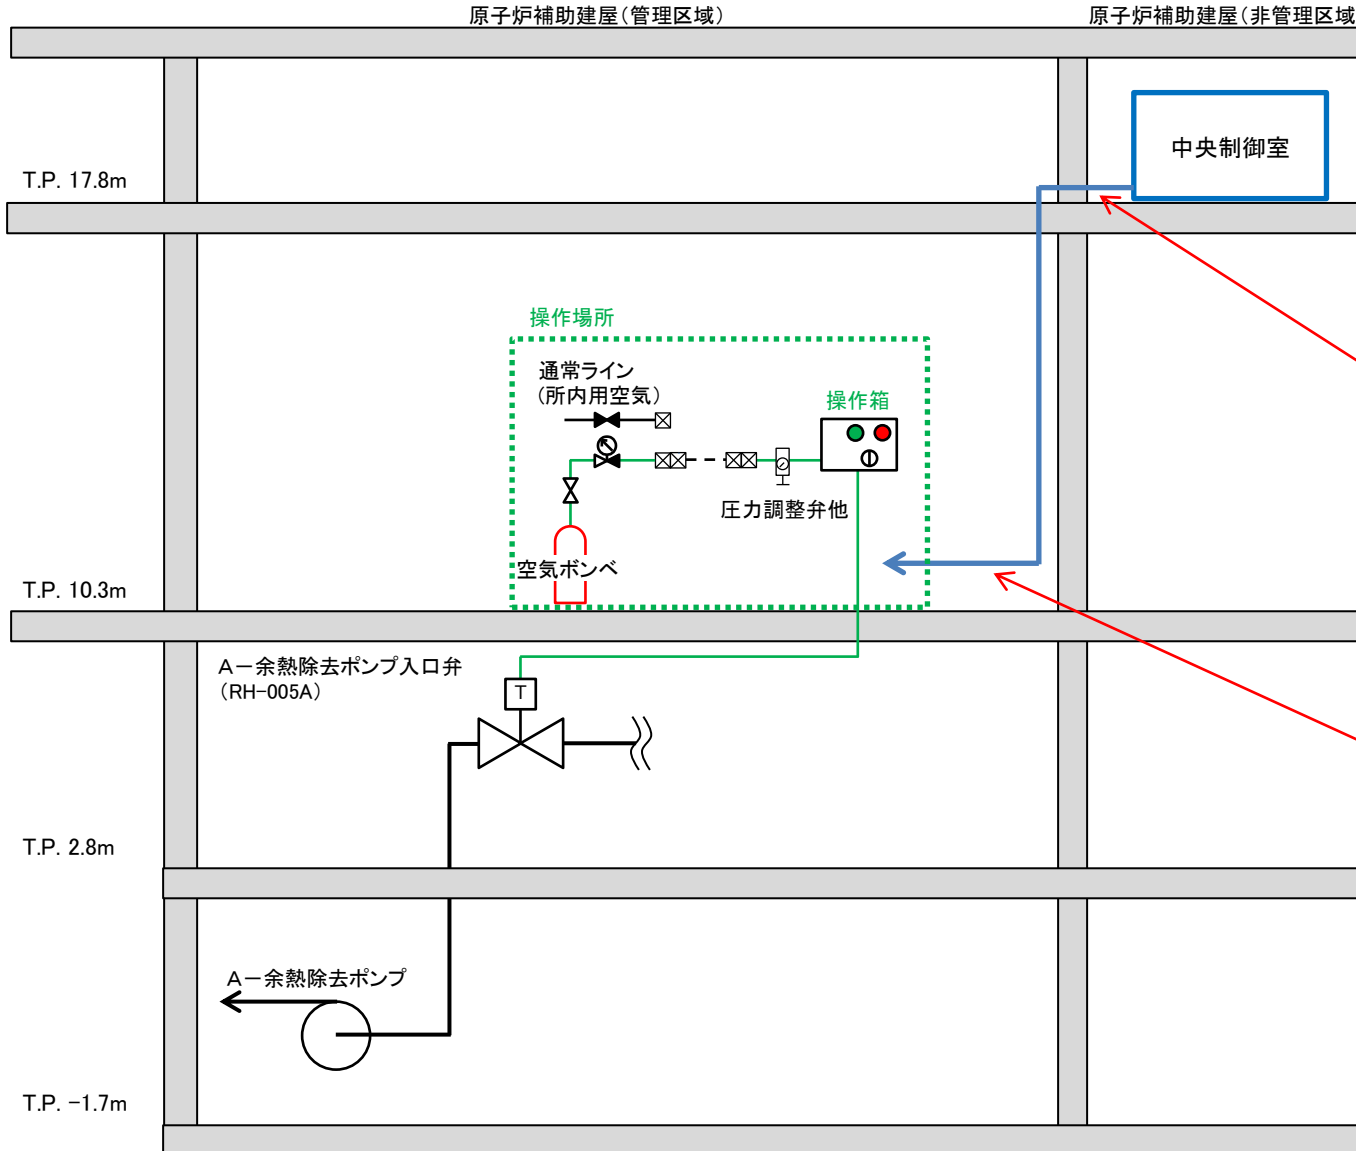 原子炉補助建屋(管理区域)
原子炉補助建屋(非管理区域
中央制御室
T.P. 17.8m
操作場所
通常ライン
(所内用空気)
操作箱
圧力調整弁他
空気ボンベ
T.P. 10.3m
A-余熱除去ポンプ入口弁
(RH-005A)
T
T.P. 2.8m
A-余熱除去ポンプ
T.P. -1.7m